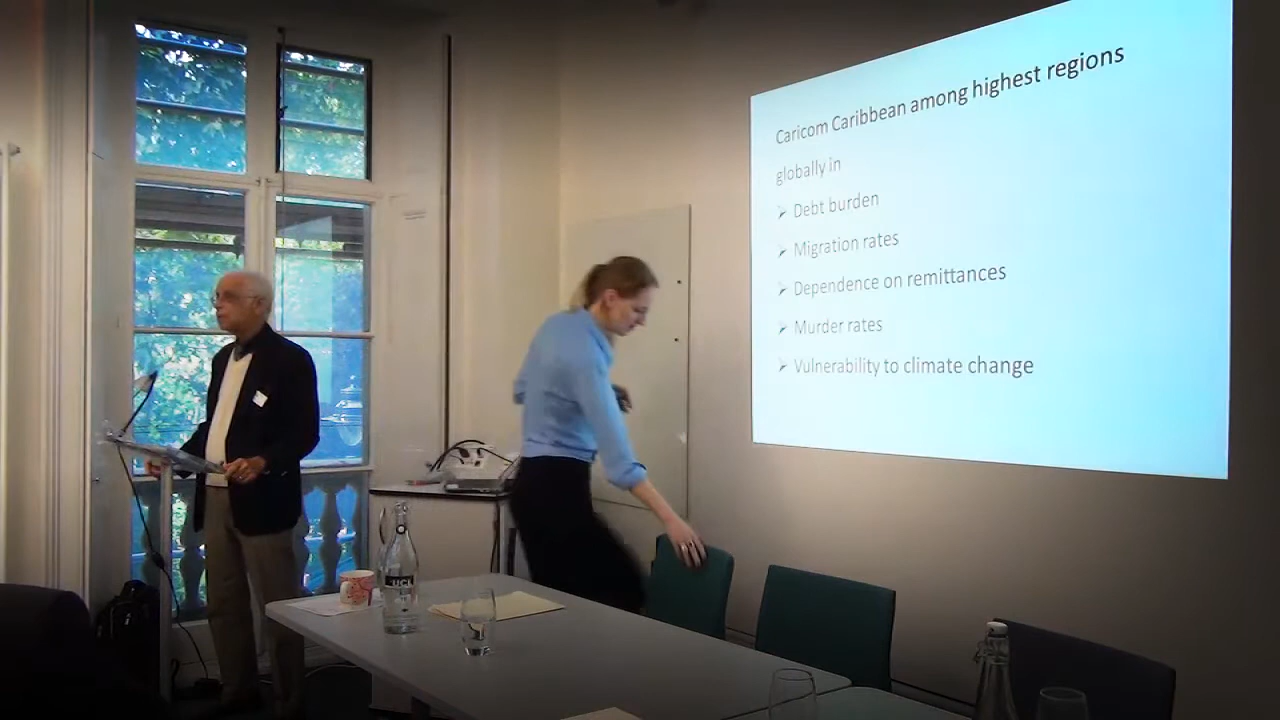 Caricom Caribbean among highest regions
globally in
Debt burden
Migration rates
Dependence on remittances
Murder rates
Vulnerability to climate change
UCL